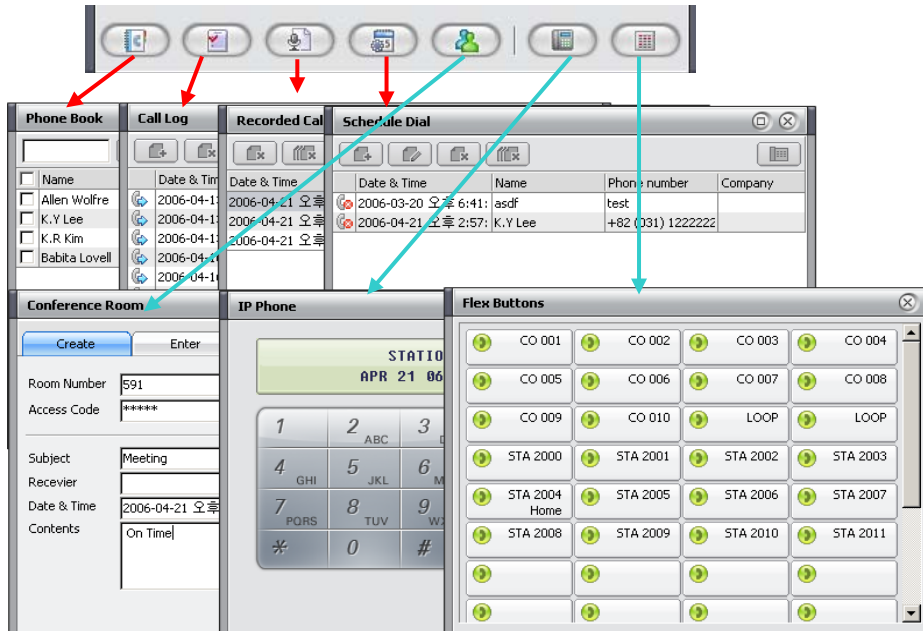 Phone Book
Name
Allen Wolfre
K.Y Lee
K.R Kim
Babita Lovell
Call Log
Date & Tim
2006-04-1
2006-04-1
2006-04-1
2006-04-1
2006-04-1
Recorded Cal
Date & Time
2006-04-21 오후
2006-04-21 오후
2006-04-21 오후
Schedule Dial
Date & Time Name Phone number Company
2006-03-20 오후 6:41: asdf test
2006-04-21 오후 2:57: K.Y Lee +82 (031) 1222222
Conference Room
Create Enter
Room Number 591
Access Code *****
Subject Meeting
Recevier
Date & Time 2006-04-21 오후
Contents On Time
IP Phone
STATIO
APR 21 06
1 2 ABC 3
4 GHI 5 JKL 6 M
7 PQRS 8 TUV 9 WX
* 0 #
Flex Buttons
CO 001 CO 002 CO 003 CO 004
CO 005 CO 006 CO 007 CO 008
CO 009 CO 010 LOOP LOOP
STA 2000 STA 2001 STA 2002 STA 2003
STA 2004 Home STA 2005 STA 2006 STA 2007
STA 2008 STA 2009 STA 2010 STA 2011